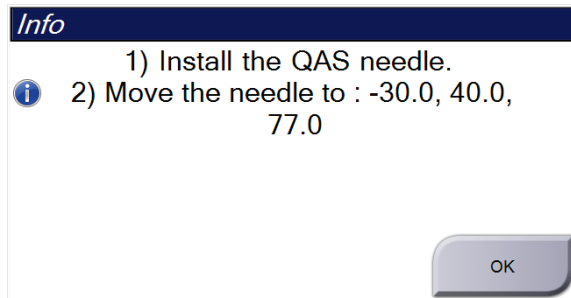 Info
1) Install the QAS needle.
2) Move the needle to : -30.0, 40.0,
77.0
OK